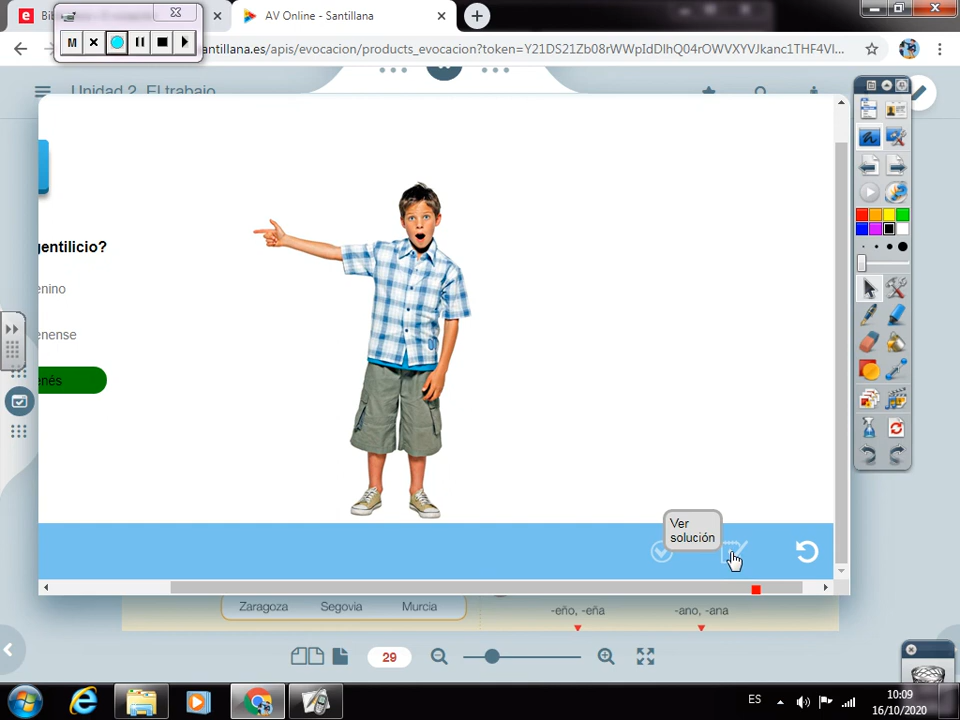 AV Online - Santillana
antillana.es/apis/evocacion/products_evocacion?token=Y21DS21Zb08rWWpIdDlhQ04rOWVXYVJkanc1THF4Vl...
M
Unidad 2. El trabajo
gentilicio?
enino
enense
enés
Ver
solución
Zaragoza Segovia Murcia
-eño, -eña -ano, -ana
29
ES
10:09
16/10/2020